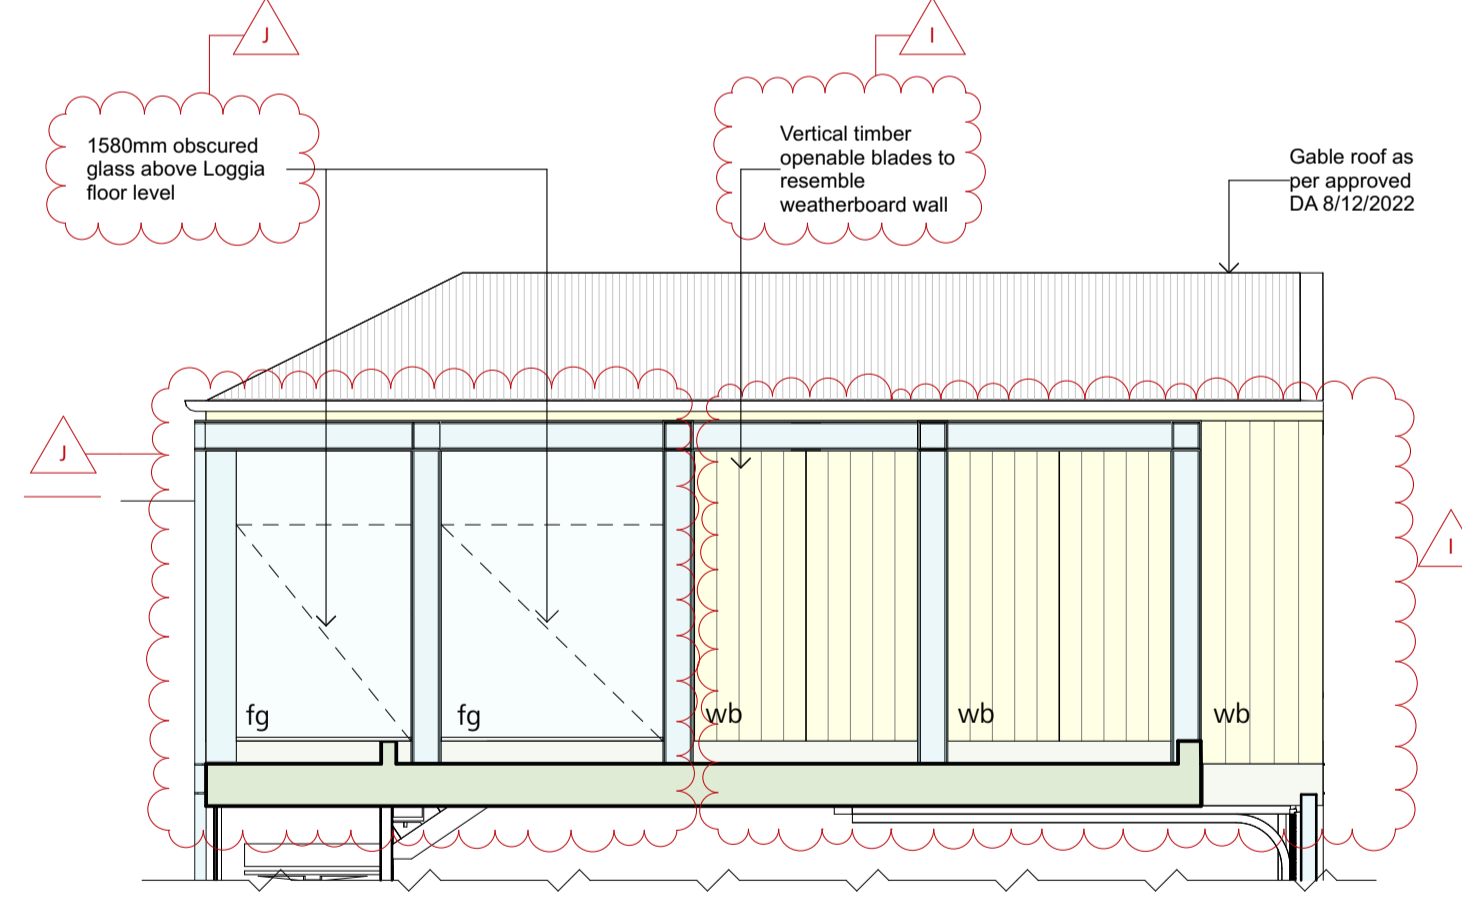 J
I
1580mm obscured
glass above Loggia
floor level
Vertical timber
openable blades to
resemble
weatherboard wall
Gable roof as
per approved
DA 8/12/2022
J
I
fg
fg
wb
wb
wb